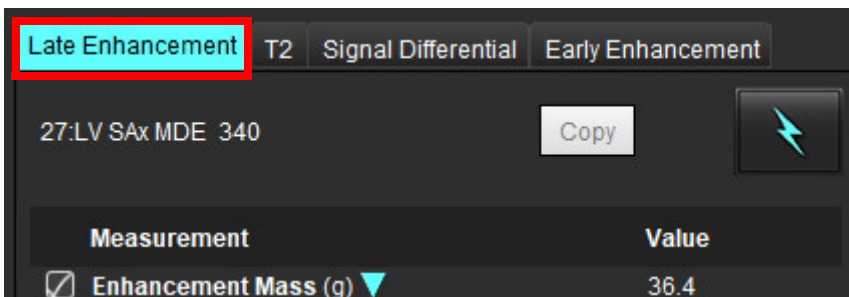 Late Enhancement T2 Signal Differential Early Enhancement
27:LV SAx MDE 340 Copy
Measurement Value
Enhancement Mass (g) 36.4